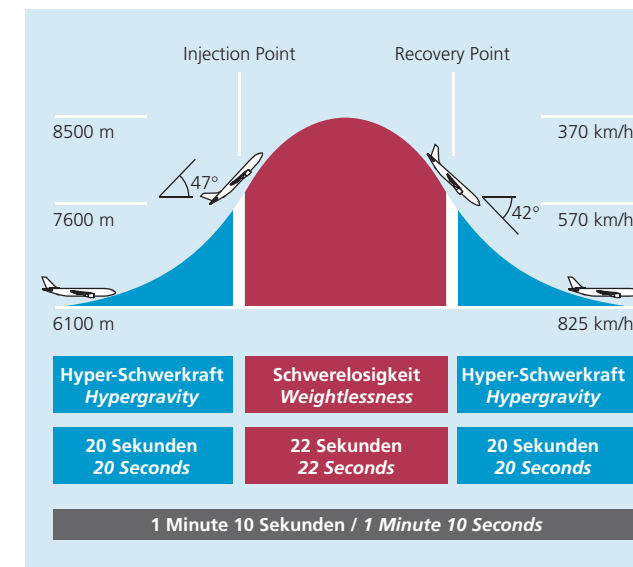 Injection Point
Recovery Point
8500 m
370 km/h
47°
7600 m
42°
570 km/h
6100 m
825 km/h
Hyper-Schwerkraft
Hypergravity
Schwerelosigkeit
Weightlessness
Hyper-Schwerkraft
Hypergravity
20 Sekunden
20 Seconds
22 Sekunden
22 Seconds
20 Sekunden
20 Seconds
1 Minute 10 Sekunden / 1 Minute 10 Seconds